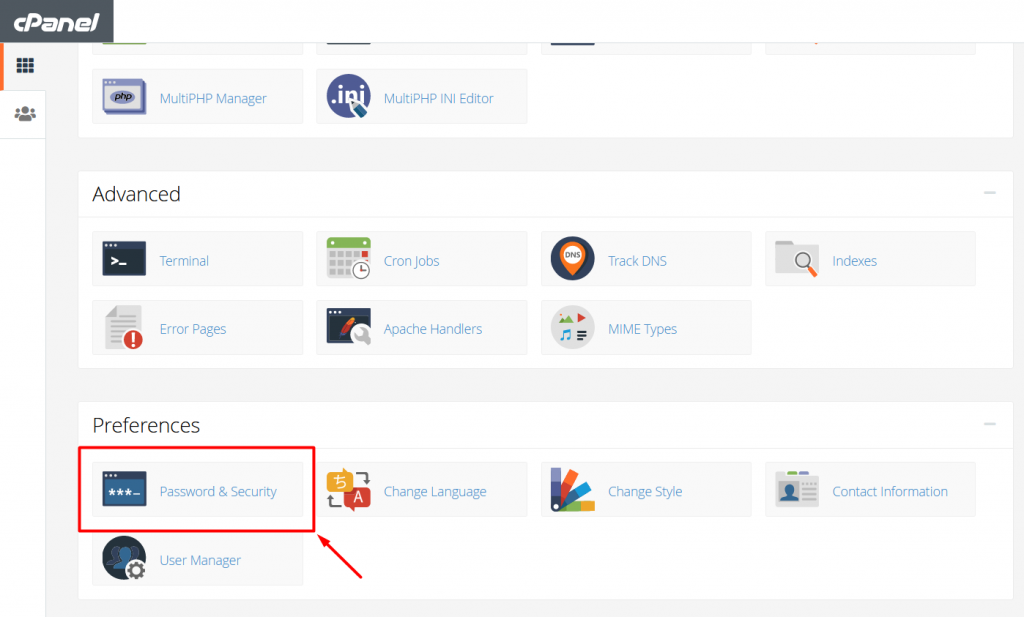 cPanel
php
MultiPHP Manager
.ini
MultiPHP INI Editor
Advanced
>_
Terminal
Cron Jobs
DNS
Track DNS
Indexes
Error Pages
Apache Handlers
MIME Types
Preferences
***_
Password & Security
ち
A
Change Language
Change Style
Contact Information
User Manager